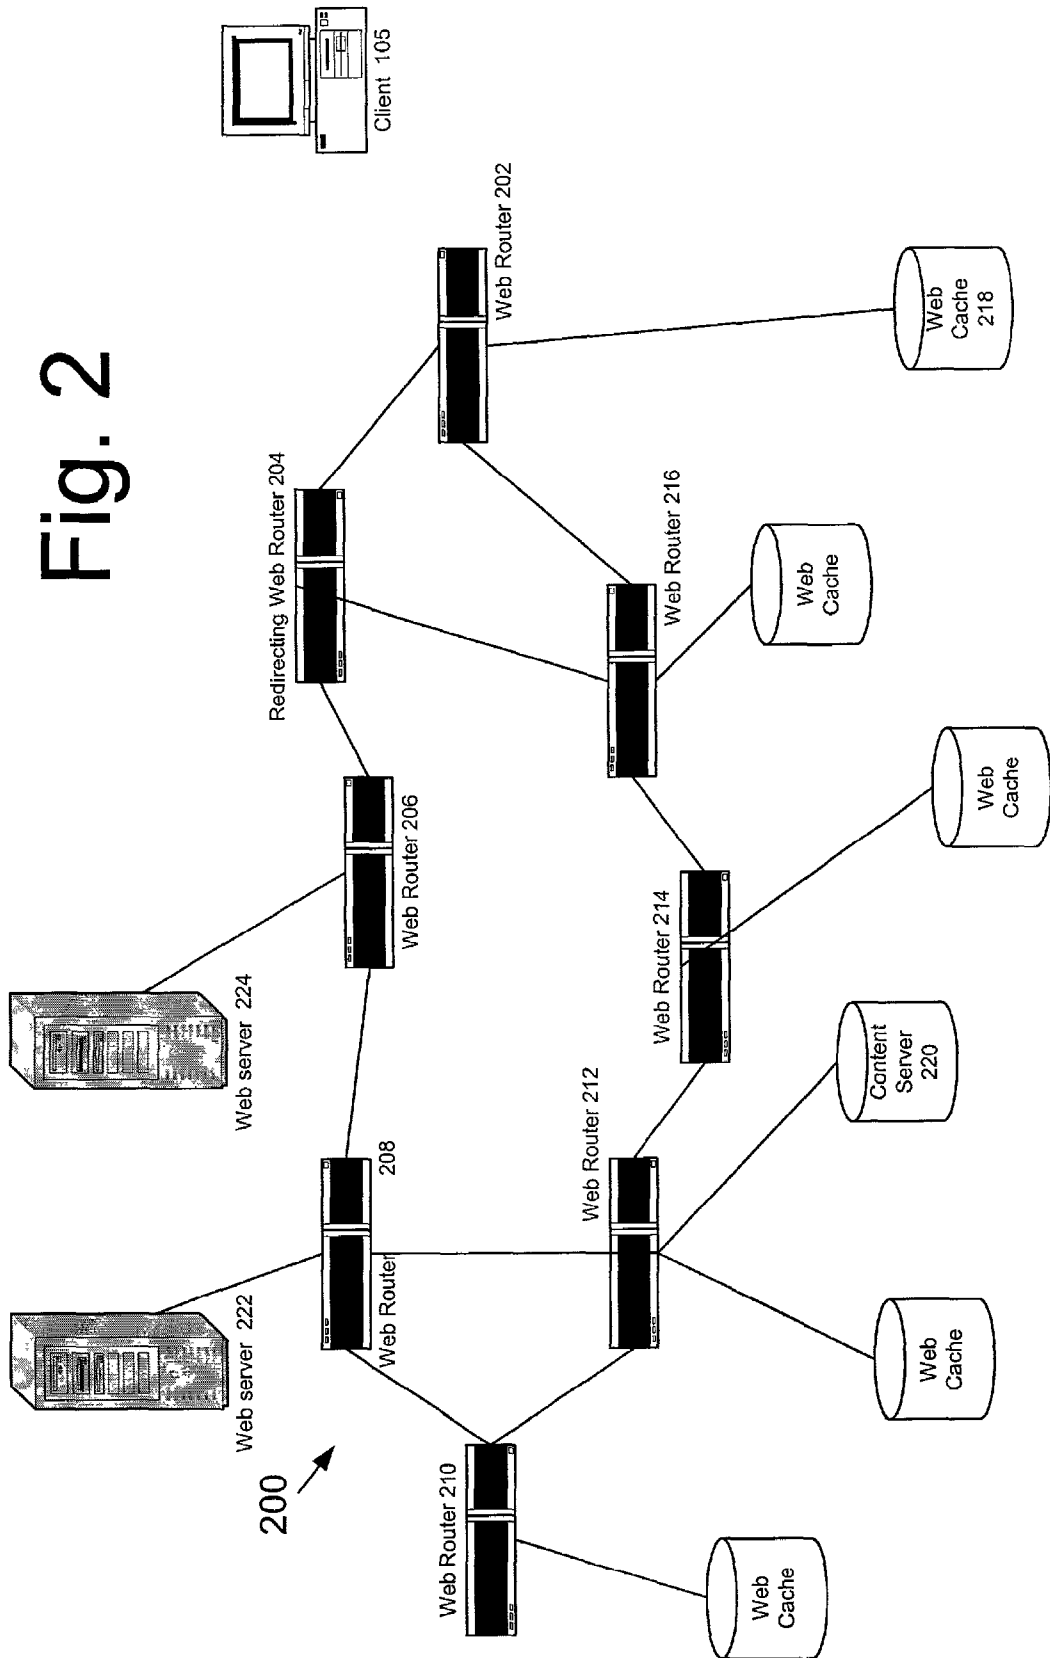 Fig. 2
200
Web server 222
Web server 224
Client 105
Redirecting Web Router 204
Web Router 206
208
Web Router
Web Router 202
Web Router 210
Web Router 212
Web Router 214
Web Router 216
Web
Cache
Web
Cache
Content
Server
220
Web
Cache
Web
Cache
Web
Cache
218